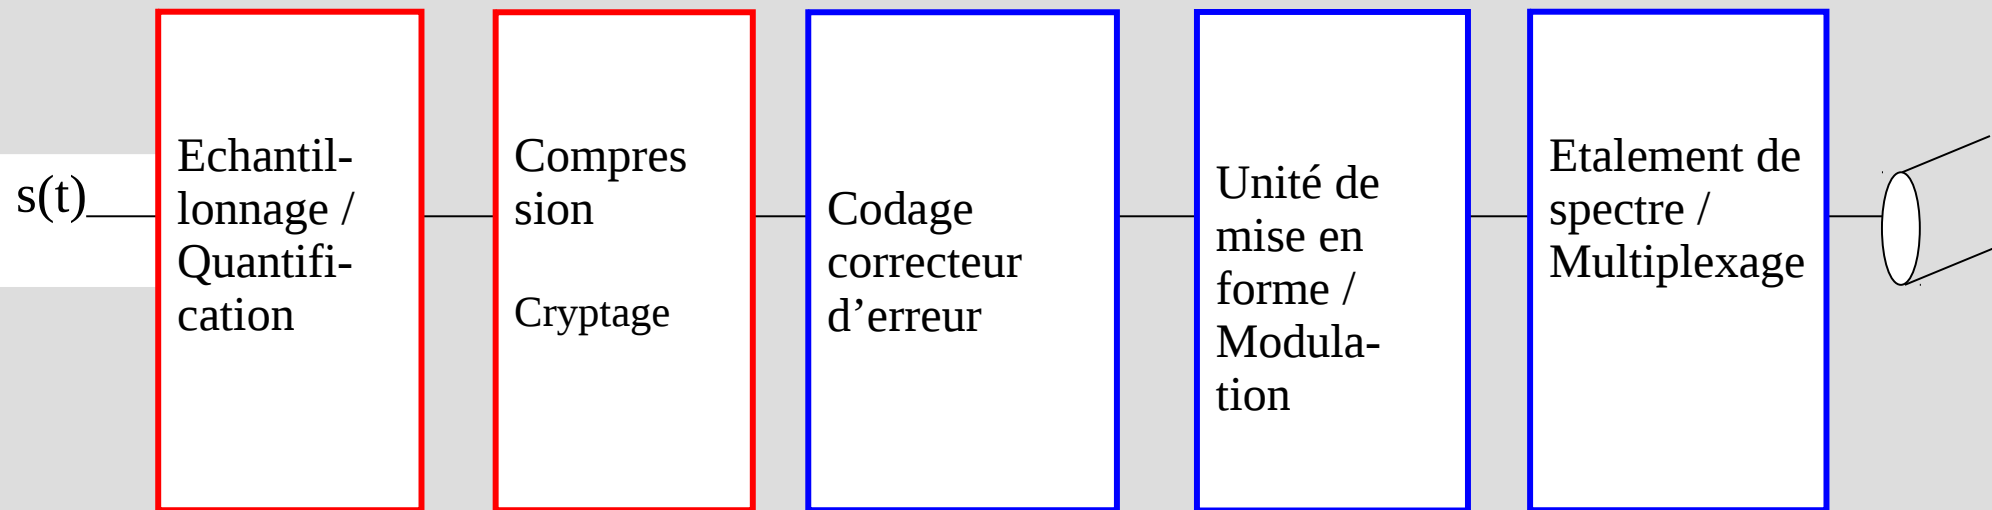 s(t)
Echantil-
lonnage /
Quantifi-
cation
Compres
sion
Cryptage
Codage
correcteur
d’erreur
Unité de
mise en
forme /
Modula-
tion
Etalement de
spectre /
Multiplexage